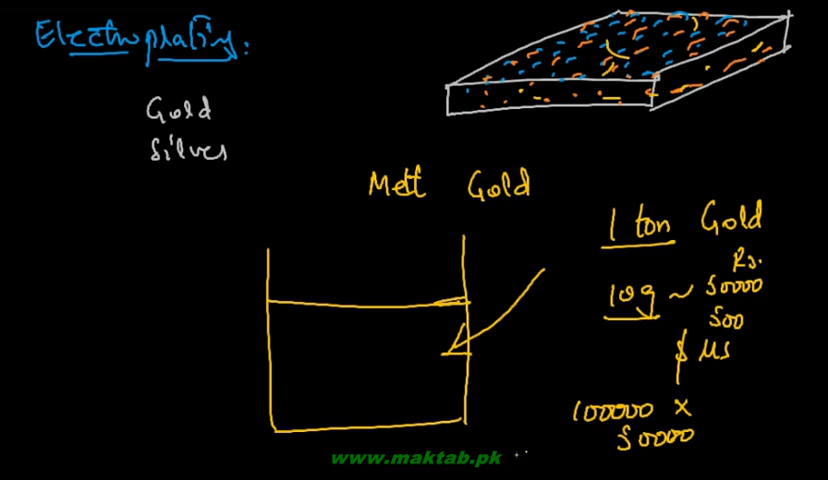 Electroplating:
Gold
Silver
Melt Gold
1 ton Gold
Rs.
10g ~ 50000
500
$ US
100000 x
50000
www.maktab.pk